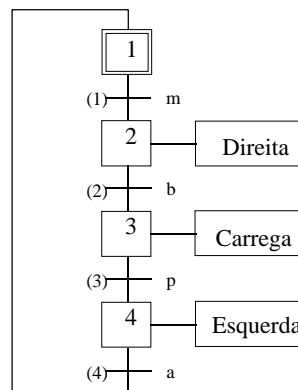 1
(1) m
2 Direita
(2) b
3 Carrega
(3) p
4 Esquerda
(4) a